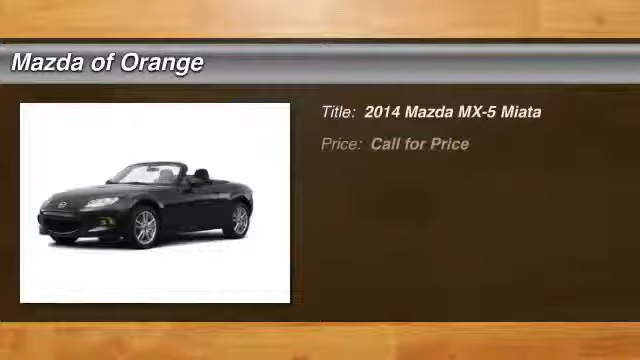 Mazda of Orange
Title: 2014 Mazda MX-5 Miata
Price: Call for Price